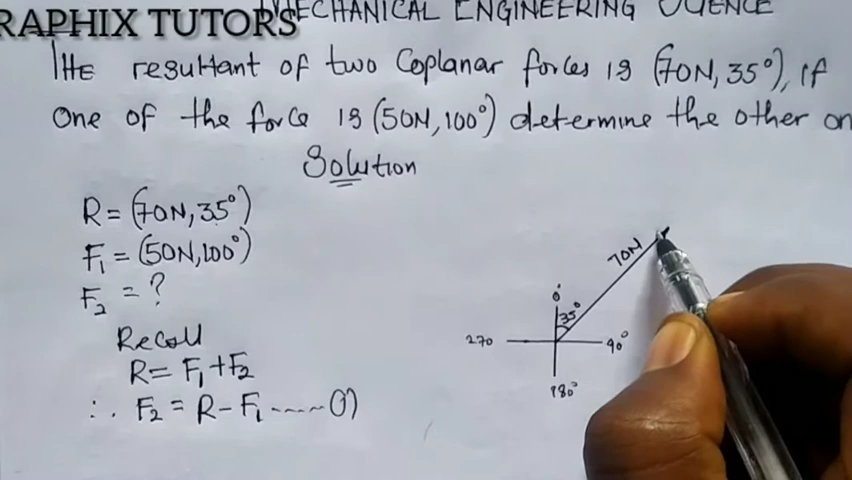 RAPHIX TUTORS MECHANICAL ENGINEERING SCIENCE
THE resultant of two Coplanar forces is (70N, 35°), if
one of the force is (50N, 100°) determine the other on
Solution
R = (70N, 35°)
F₁ = (50N, 100°)
F₂ = ?
Recall
R = F₁ + F₂
∴ F₂ = R - F₁ ---- (1)
70N
0°
35°
270
90°
180°